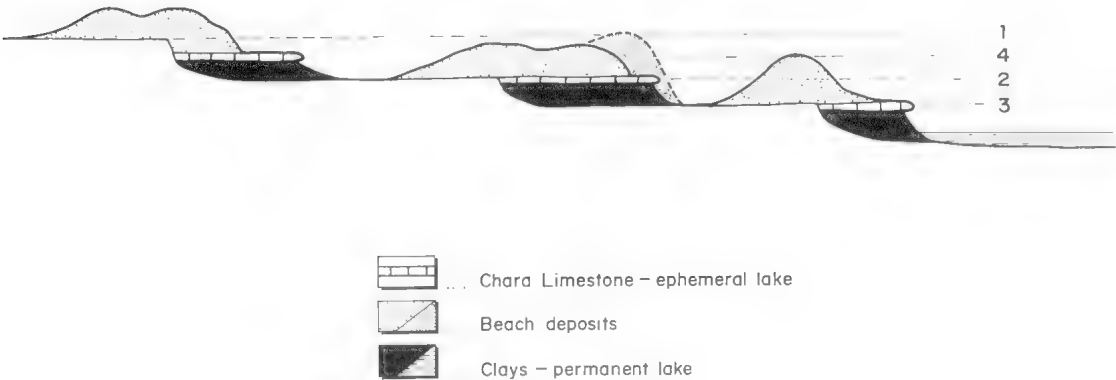 1
4
2
3
Chara Limestone – ephemeral lake
Beach deposits
Clays – permanent lake